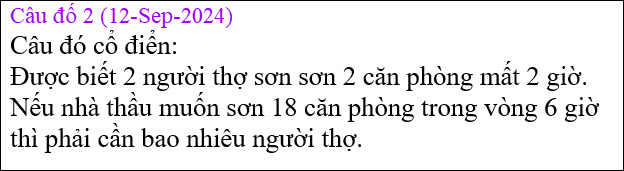 Câu đố 2 (12-Sep-2024)
Câu đó cổ điển:
Được biết 2 người thợ sơn sơn 2 căn phòng mất 2 giờ.
Nếu nhà thầu muốn sơn 18 căn phòng trong vòng 6 giờ
thì phải cần bao nhiêu người thợ.